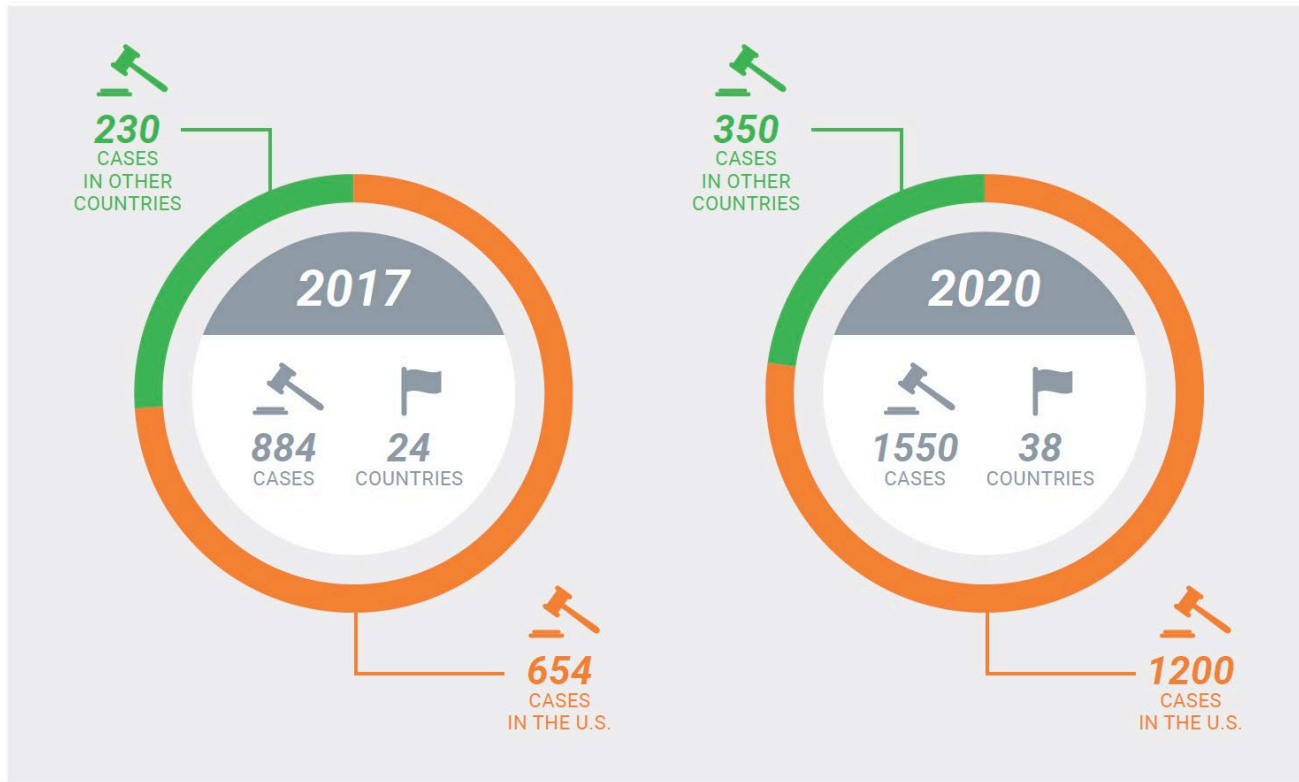 230
CASES
IN OTHER
COUNTRIES
2017
884
CASES
24
COUNTRIES
654
CASES
IN THE U.S.
350
CASES
IN OTHER
COUNTRIES
2020
1550
CASES
38
COUNTRIES
1200
CASES
IN THE U.S.